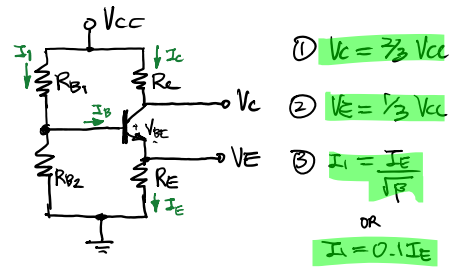 VCC
I1
IC
RB1
RC
IB
VC
VBE
VE
RB2
RE
IE
① VC = 2/3 VCC
② VE = 1/3 VCC
③ I1 = IE/√β
OR
I1 = 0.1 IE